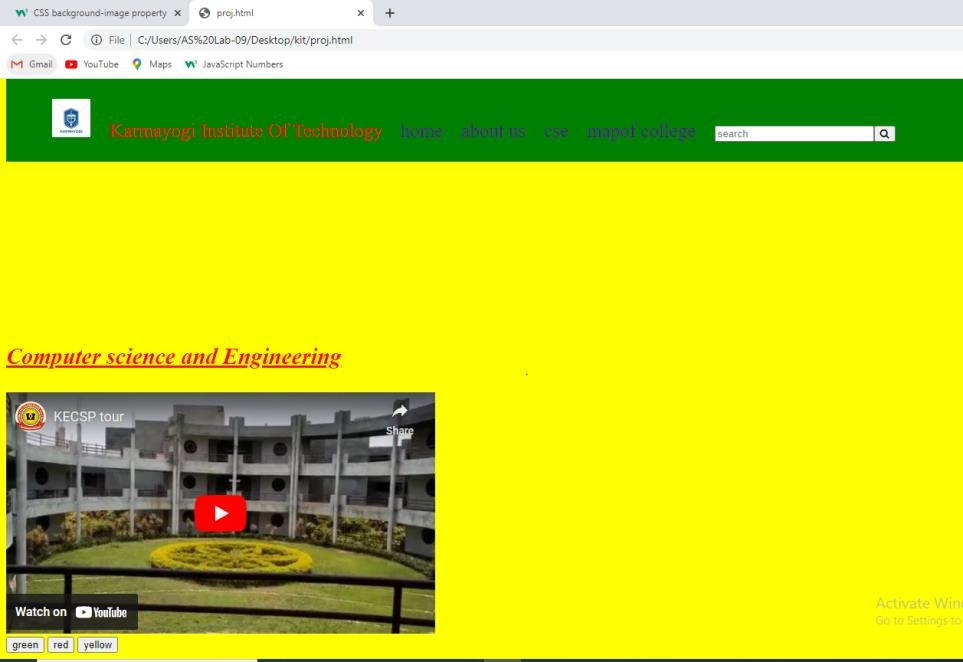 CSS background-image property
proj.html
File
C:/Users/AS%20Lab-09/Desktop/kit/proj.html
Gmail YouTube Maps JavaScript Numbers
Karmayogi Institute Of Technology home about us cse mapof college search
Computer science and Engineering
KECSP tour
Share
Watch on YouTube
green red yellow
Activate Win
Go to Settings to